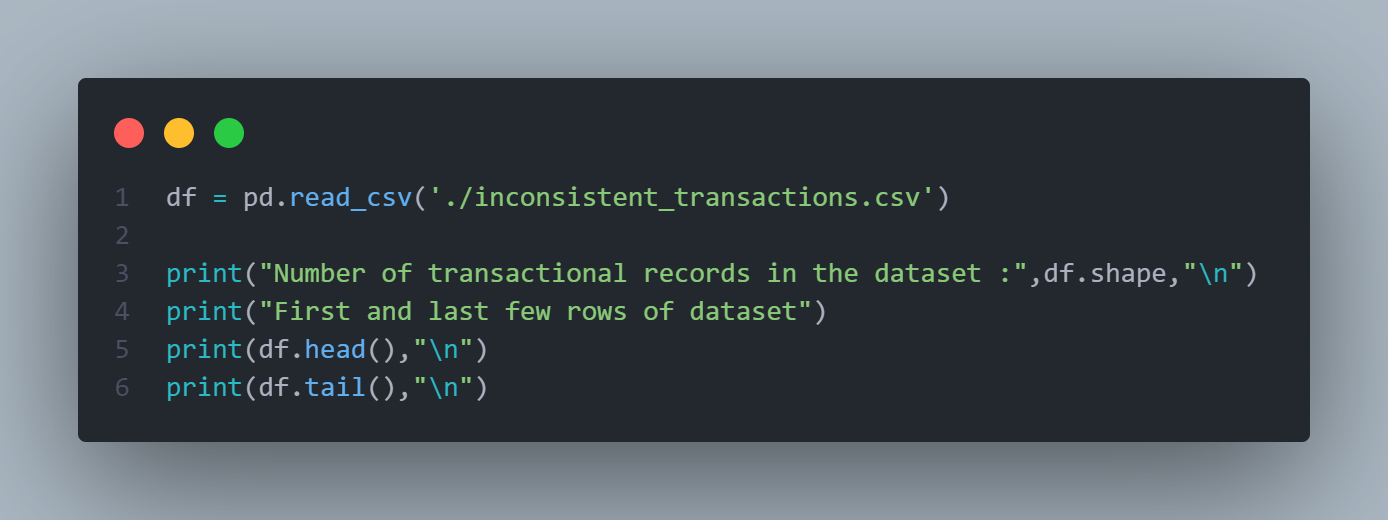 1 df = pd.read_csv('./inconsistent_transactions.csv')
2
3 print("Number of transactional records in the dataset :",df.shape,"\n")
4 print("First and last few rows of dataset")
5 print(df.head(),"\n")
6 print(df.tail(),"\n")